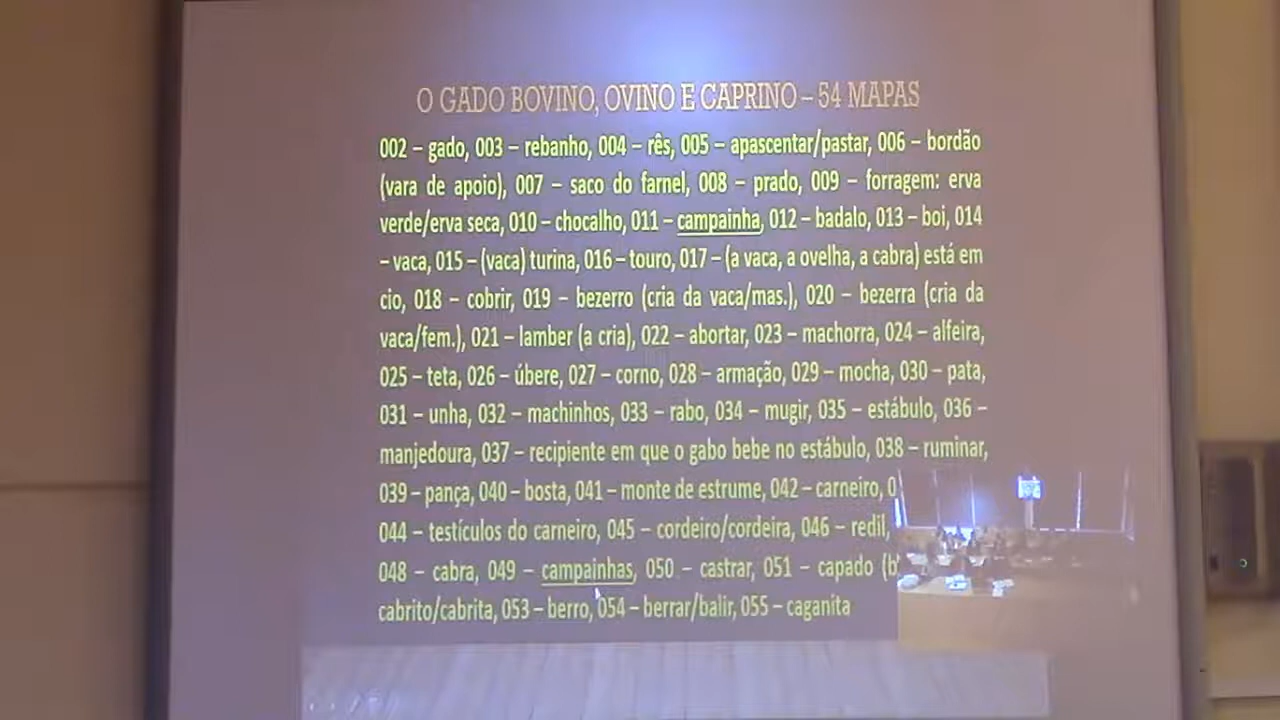 O GADO BOVINO, OVINO E CAPRINO – 54 MAPAS
002 – gado, 003 – rebanho, 004 – rês, 005 – apascentar/pastar, 006 – bordão
(vara de apoio), 007 – saco do farnel, 008 – prado, 009 – forragem: erva
verde/erva seca, 010 – chocalho, 011 – campainha, 012 – badalo, 013 – boi, 014
– vaca, 015 – (vaca) turina, 016 – touro, 017 – (a vaca, a ovelha, a cabra) está em
cio, 018 – cobrir, 019 – bezerro (cria da vaca/mas.), 020 – bezerra (cria da
vaca/fem.), 021 – lamber (a cria), 022 – abortar, 023 – machorra, 024 – alfeira,
025 – teta, 026 – úbere, 027 – corno, 028 – armação, 029 – mocha, 030 – pata,
031 – unha, 032 – machinhos, 033 – rabo, 034 – mugir, 035 – estábulo, 036 –
manjedoura, 037 – recipiente em que o gabo bebe no estábulo, 038 – ruminar,
039 – pança, 040 – bosta, 041 – monte de estrume, 042 – carneiro, 0
044 – testículos do carneiro, 045 – cordeiro/cordeira, 046 – redil,
048 – cabra, 049 – campainhas, 050 – castrar, 051 – capado
cabrito/cabrita, 053 – berro, 054 – berrar/balir, 055 – caganita